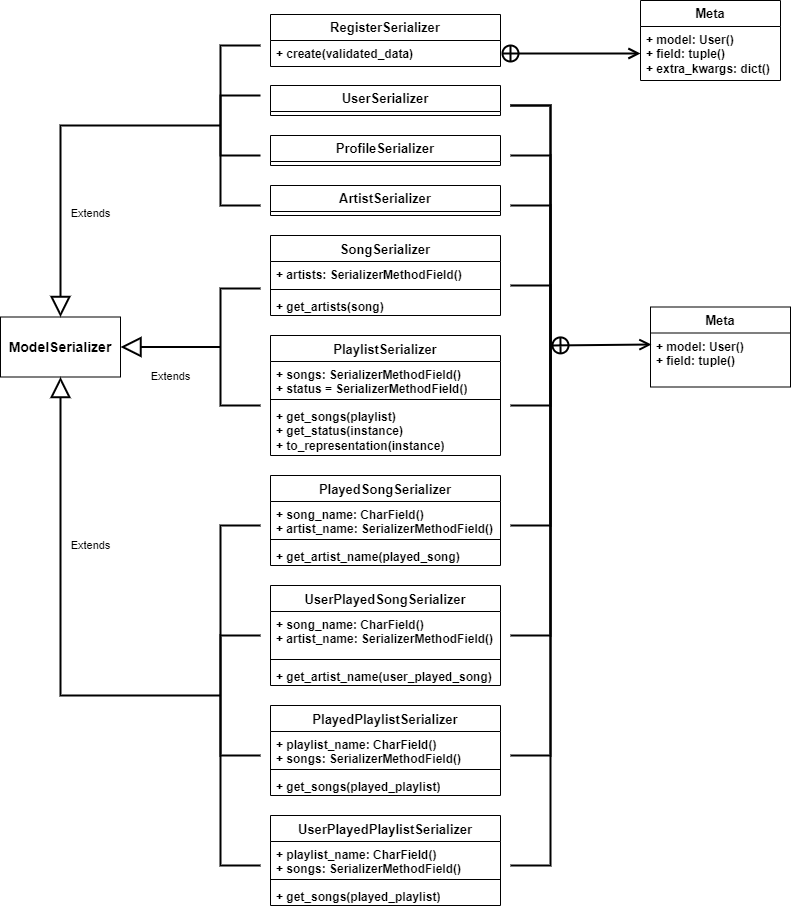 RegisterSerializer
+ create(validated_data)
Meta
+ model: User()
+ field: tuple()
+ extra_kwargs: dict()
UserSerializer
ProfileSerializer
ArtistSerializer
Extends
SongSerializer
+ artists: SerializerMethodField()
+ get_artists(song)
ModelSerializer
Extends
PlaylistSerializer
+ songs: SerializerMethodField()
+ status = SerializerMethodField()
+ get_songs(playlist)
+ get_status(instance)
+ to_representation(instance)
Meta
+ model: User()
+ field: tuple()
PlayedSongSerializer
+ song_name: CharField()
+ artist_name: SerializerMethodField()
+ get_artist_name(played_song)
Extends
UserPlayedSongSerializer
+ song_name: CharField()
+ artist_name: SerializerMethodField()
+ get_artist_name(user_played_song)
PlayedPlaylistSerializer
+ playlist_name: CharField()
+ songs: SerializerMethodField()
+ get_songs(played_playlist)
UserPlayedPlaylistSerializer
+ playlist_name: CharField()
+ songs: SerializerMethodField()
+ get_songs(played_playlist)